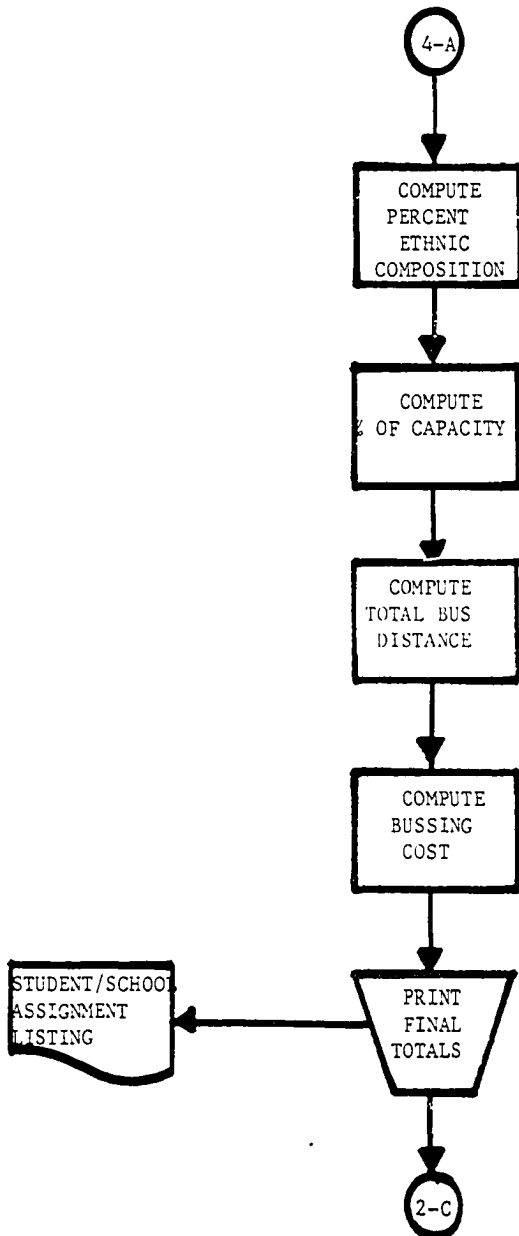 4-A
COMPUTE
PERCENT
ETHNIC
COMPOSITION
COMPUTE
% OF CAPACITY
COMPUTE
TOTAL BUS
DISTANCE
COMPUTE
BUSSING
COST
PRINT
FINAL
TOTALS
STUDENT/SCHOOL
ASSIGNMENT
LISTING
2-C